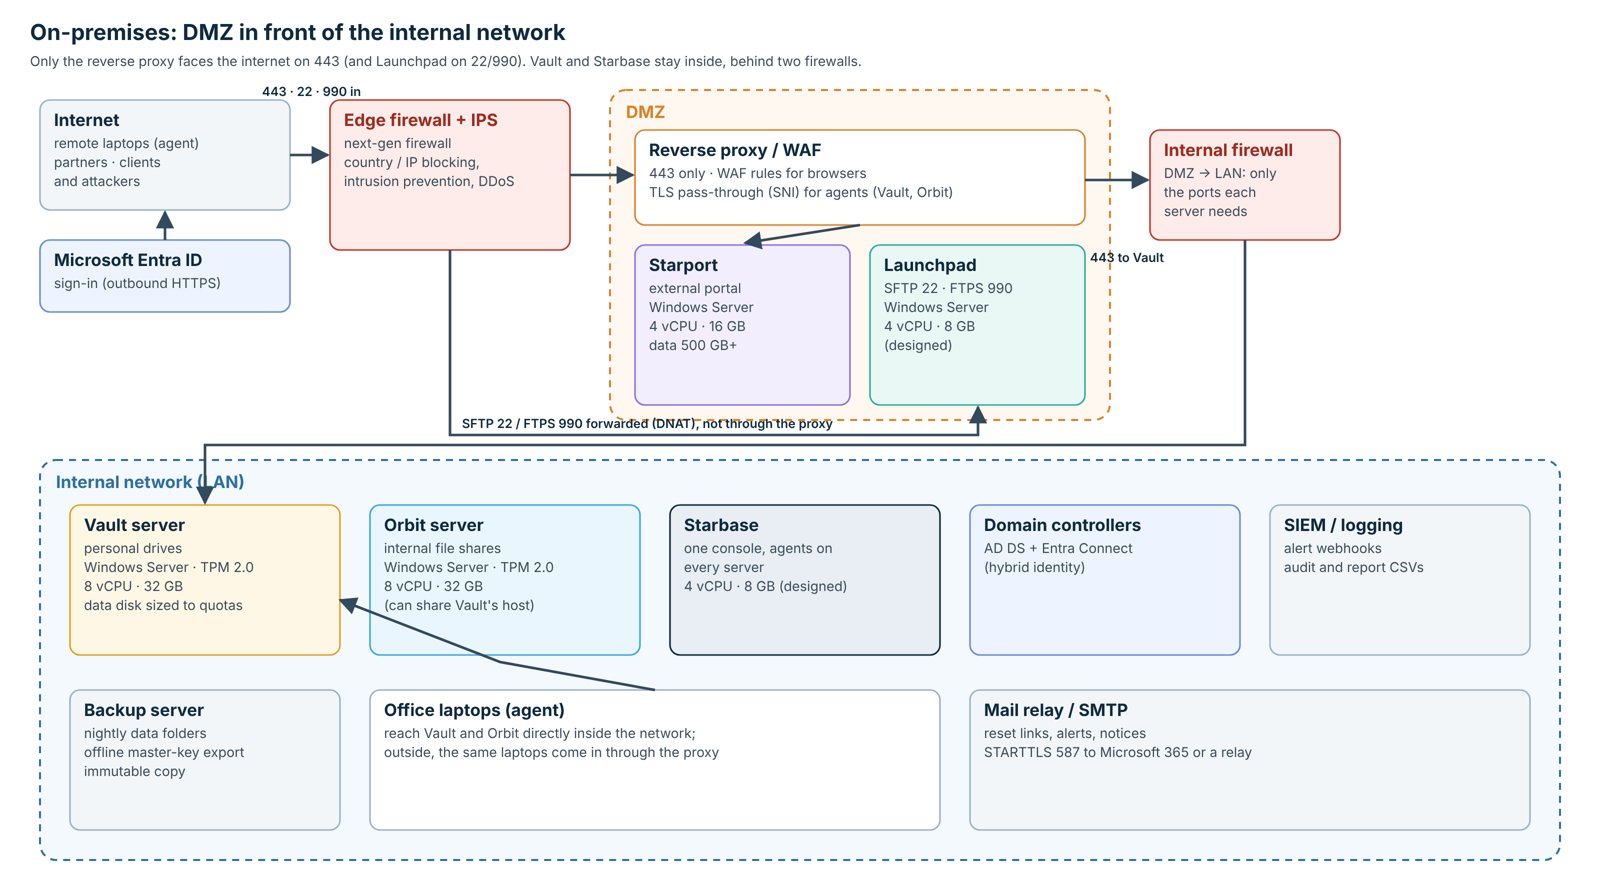 On-premises: DMZ in front of the internal network
Only the reverse proxy faces the internet on 443 (and Launchpad on 22/990). Vault and Starbase stay inside, behind two firewalls.
443 · 22 · 990 in
Internet
remote laptops (agent)
partners · clients
and attackers
Microsoft Entra ID
sign-in (outbound HTTPS)
Edge firewall + IPS
next-gen firewall
country / IP blocking,
intrusion prevention, DDoS
DMZ
Reverse proxy / WAF
443 only · WAF rules for browsers
TLS pass-through (SNI) for agents (Vault, Orbit)
Starport
external portal
Windows Server
4 vCPU · 16 GB
data 500 GB+
Launchpad
SFTP 22 · FTPS 990
Windows Server
4 vCPU · 8 GB
(designed)
Internal firewall
DMZ → LAN: only
the ports each
server needs
443 to Vault
SFTP 22 / FTPS 990 forwarded (DNAT), not through the proxy
Internal network (LAN)
Vault server
personal drives
Windows Server · TPM 2.0
8 vCPU · 32 GB
data disk sized to quotas
Orbit server
internal file shares
Windows Server · TPM 2.0
8 vCPU · 32 GB
(can share Vault's host)
Starbase
one console, agents on
every server
4 vCPU · 8 GB (designed)
Domain controllers
AD DS + Entra Connect
(hybrid identity)
SIEM / logging
alert webhooks
audit and report CSVs
Backup server
nightly data folders
offline master-key export
immutable copy
Office laptops (agent)
reach Vault and Orbit directly inside the network;
outside, the same laptops come in through the proxy
Mail relay / SMTP
reset links, alerts, notices
STARTTLS 587 to Microsoft 365 or a relay